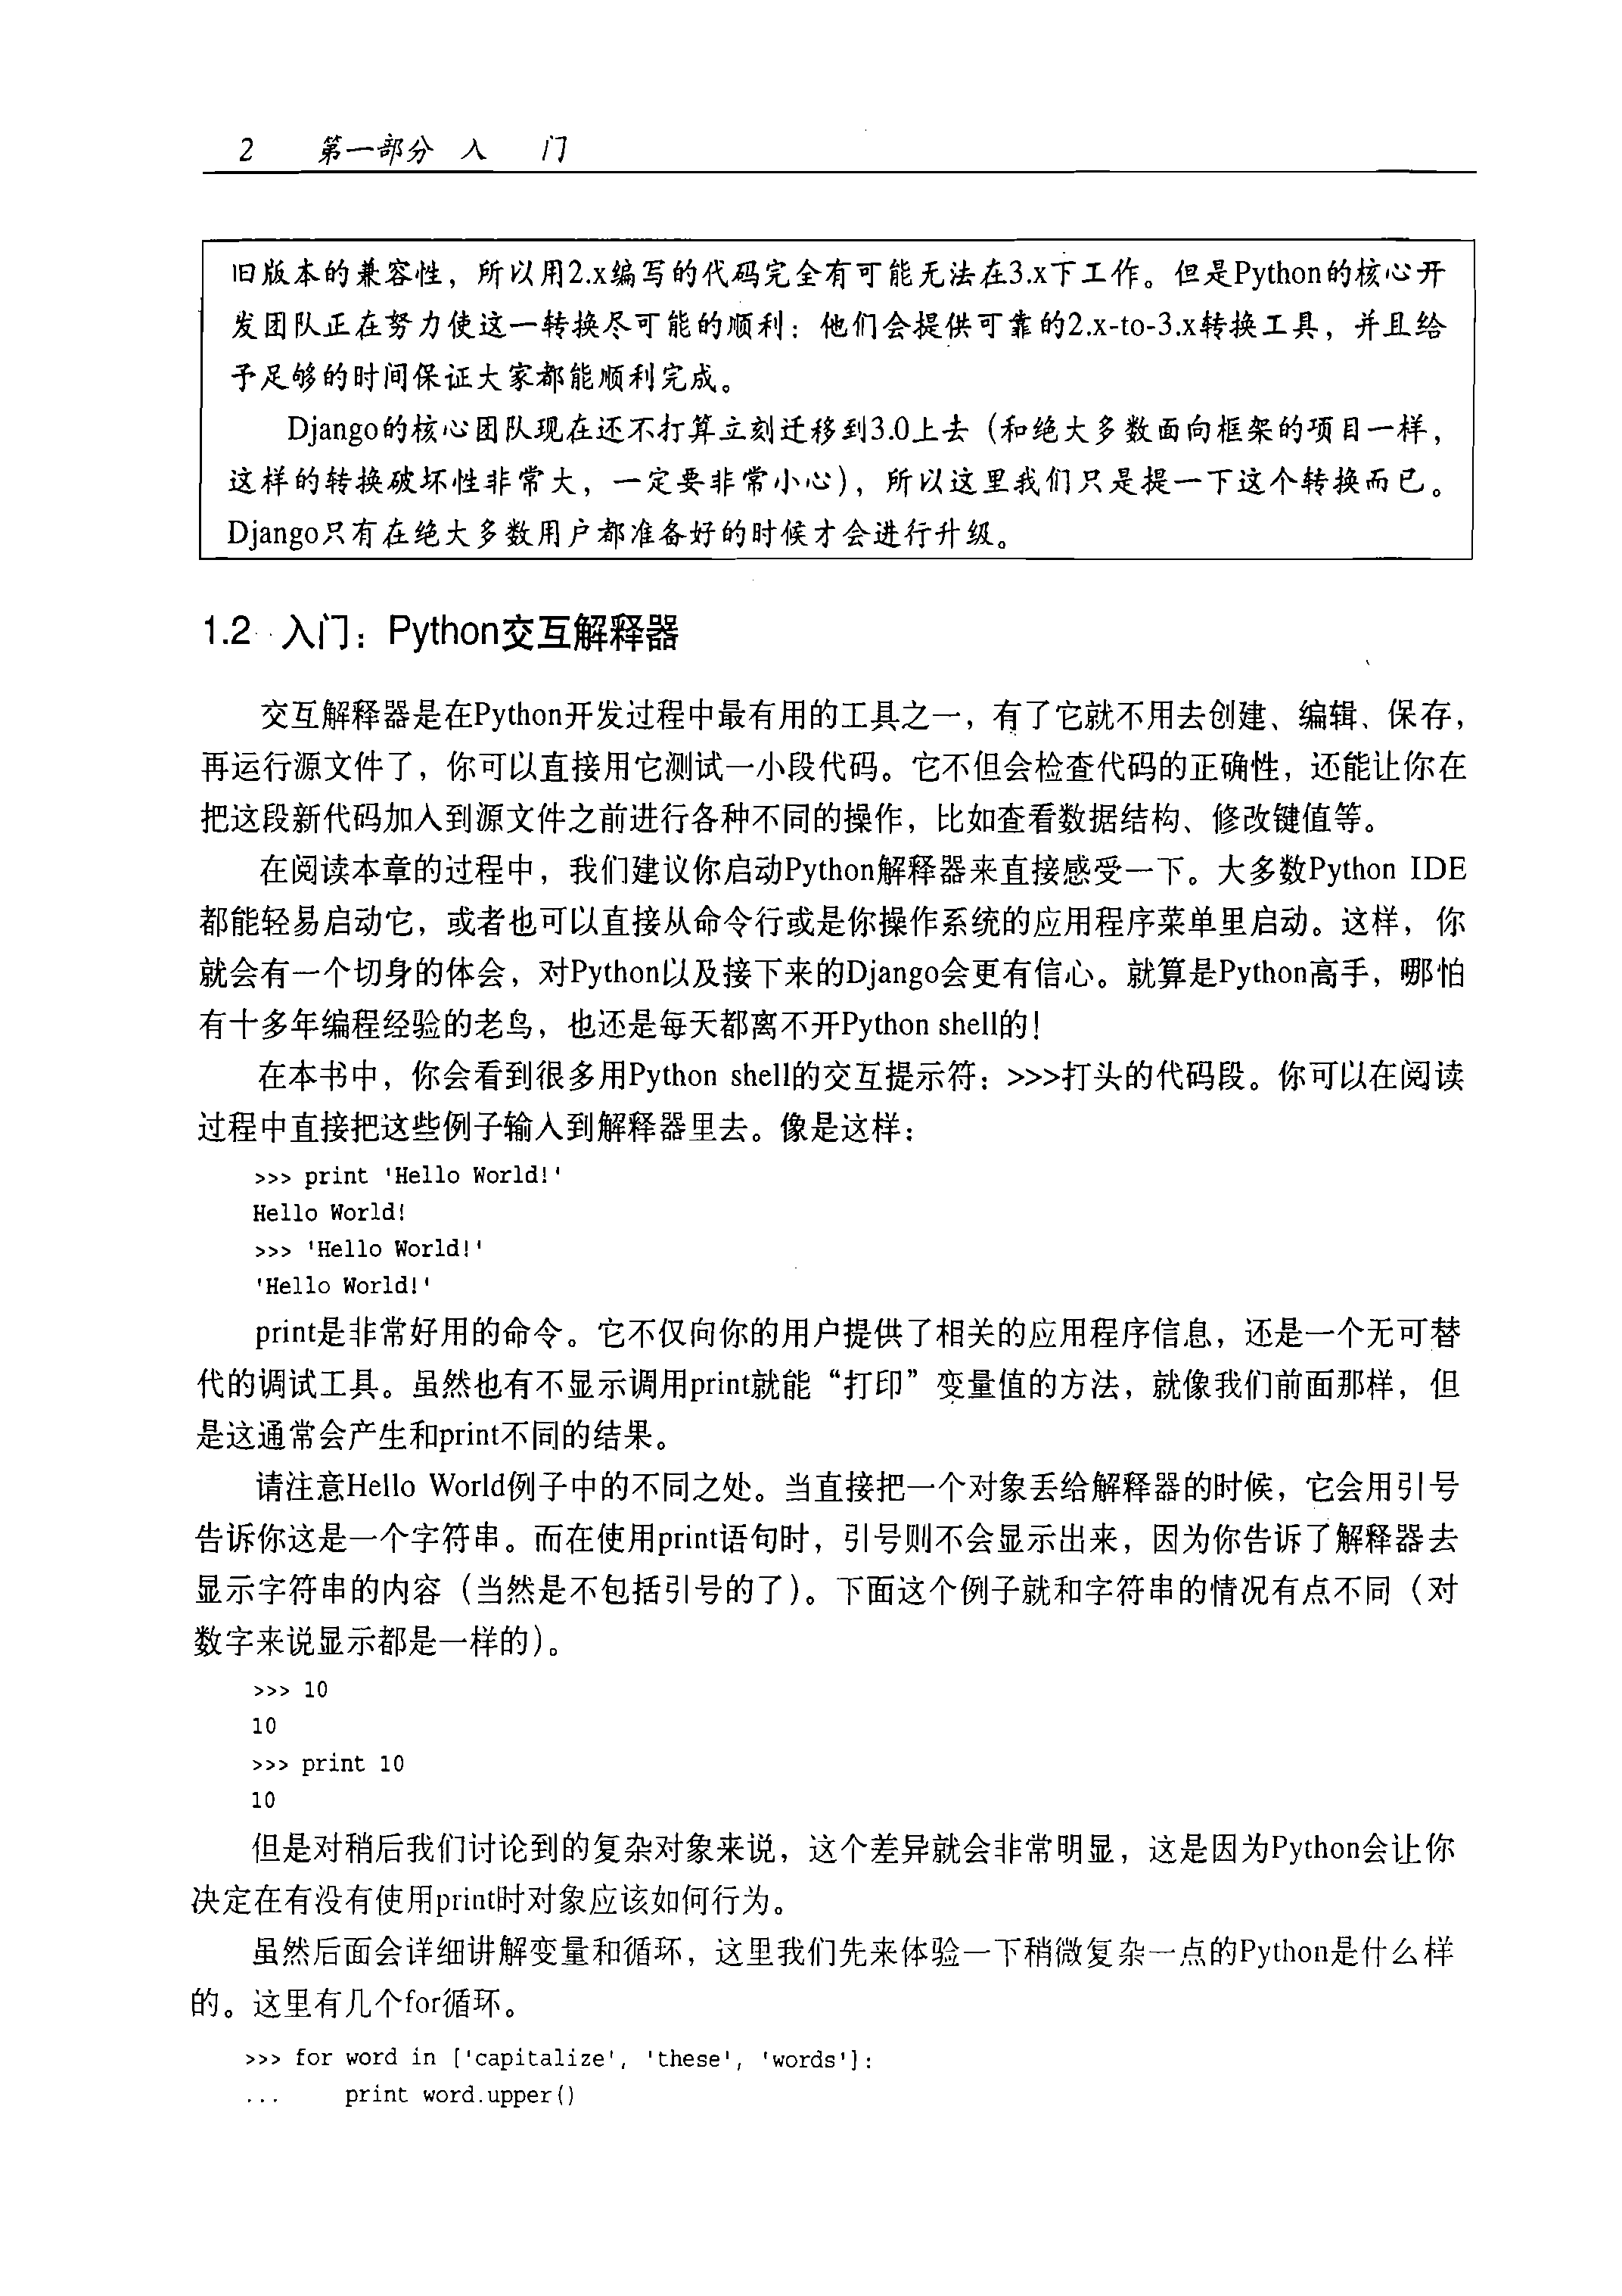 2 第一部分 入 门
旧版本的兼容性，所以用2.x编写的代码完全有可能无法在3.x下工作。但是Python的核心开
发团队正在努力使这一转换尽可能的顺利：他们会提供可靠的2.x-to-3.x转换工具，并且给
予足够的时间保证大家都能顺利完成。
Django的核心团队现在还不打算立刻迁移到3.0上去（和绝大多数面向框架的项目一样，
这样的转换破坏性非常大，一定要非常小心），所以这里我们只是提一下这个转换而已。
Django只有在绝大多数用户都准备好的时候才会进行升级。
1.2 入门：Python交互解释器
交互解释器是在Python开发过程中最有用的工具之一，有了它就不用去创建、编辑、保存，
再运行源文件了，你可以直接用它测试一小段代码。它不但会检查代码的正确性，还能让你在
把这段新代码加入到源文件之前进行各种不同的操作，比如查看数据结构、修改键值等。
在阅读本章的过程中，我们建议你启动Python解释器来直接感受一下。大多数Python IDE
都能轻易启动它，或者也可以直接从命令行或是你操作系统的应用程序菜单里启动。这样，你
就会有一个切身的体会，对Python以及接下来的Django会更有信心。就算是Python高手，哪怕
有十多年编程经验的老鸟，也还是每天都离不开Python shell的！
在本书中，你会看到很多用Python shell的交互提示符：>>>打头的代码段。你可以在阅读
过程中直接把这些例子输入到解释器里去。像是这样：
>>> print 'Hello World!'
Hello World!
>>> 'Hello World!'
'Hello World!'
print是非常好用的命令。它不仅向你的用户提供了相关的应用程序信息，还是一个无可替
代的调试工具。虽然也有不显示调用print就能“打印”变量值的方法，就像我们前面那样，但
是这通常会产生和print不同的结果。
请注意Hello World例子中的不同之处。当直接把一个对象丢给解释器的时候，它会用引号
告诉你这是一个字符串。而在使用print语句时，引号则不会显示出来，因为你告诉了解释器去
显示字符串的内容（当然是不包括引号的了）。下面这个例子就和字符串的情况有点不同（对
数字来说显示都是一样的）。
>>> 10
10
>>> print 10
10
但是对稍后我们讨论到的复杂对象来说，这个差异就会非常明显，这是因为Python会让你
决定在有没有使用print时对象应该如何行为。
虽然后面会详细讲解变量和循环，这里我们先来体验一下稍微复杂一点的Python是什么样
的。这里有几个for循环。
>>> for word in ['capitalize', 'these', 'words']:
...     print word.upper()